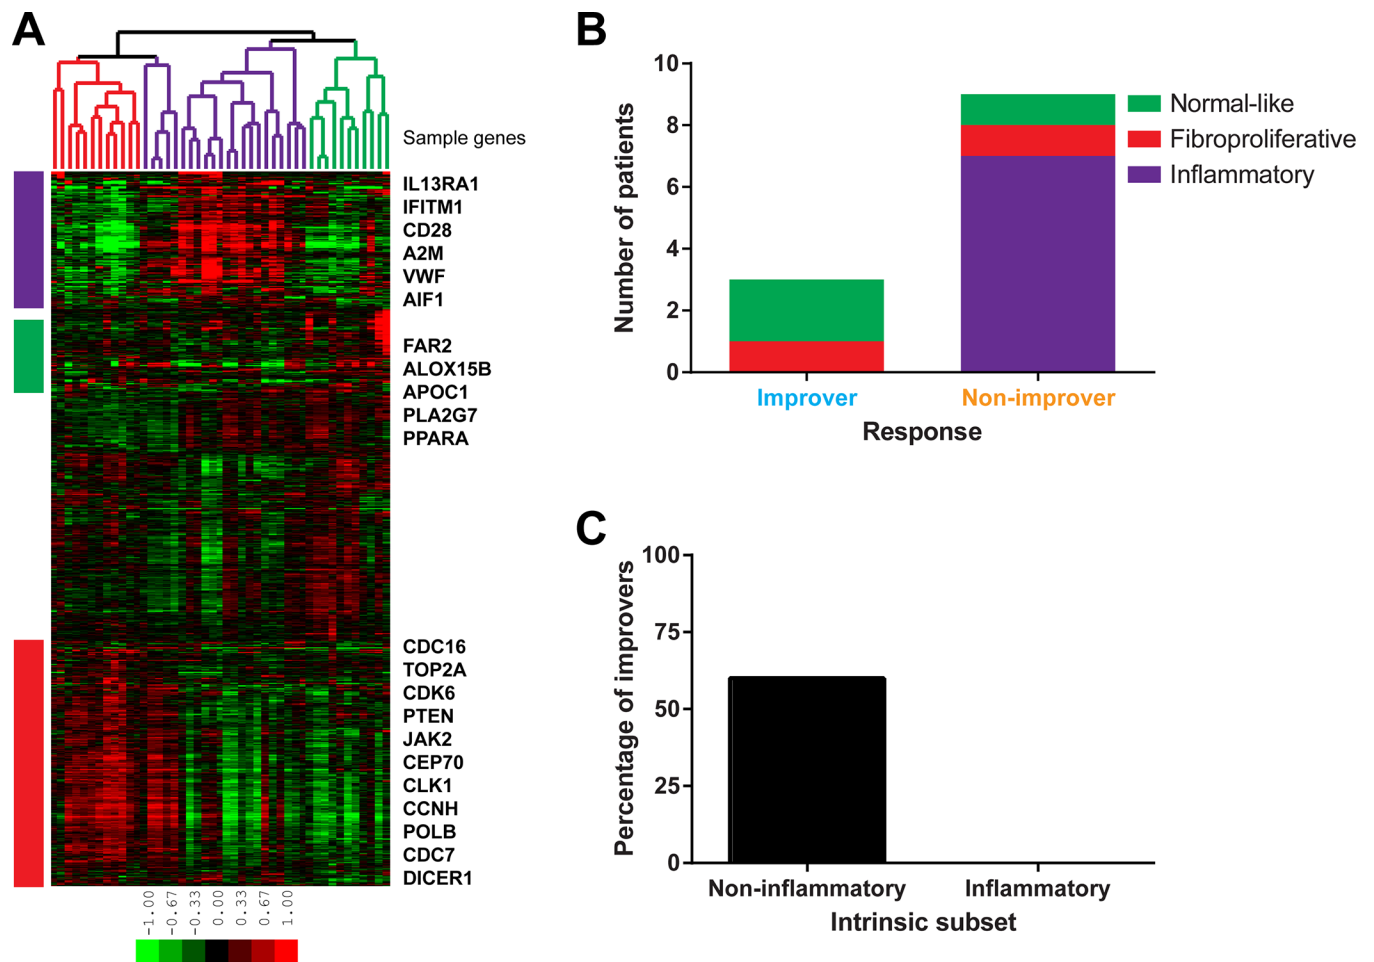 A
Sample genes
IL13RA1
IFITM1
CD28
A2M
VWF
AIF1
FAR2
ALOX15B
APOC1
PLA2G7
PPARA
CDC16
TOP2A
CDK6
PTEN
JAK2
CEP70
CLK1
CCNH
POLB
CDC7
DICER1
-1.00
-0.67
-0.33
0.00
0.33
0.67
1.00
B
Number of patients
10
8
6
4
2
0
Improver
Non-improver
Response
Normal-like
Fibroproliferative
Inflammatory
C
Percentage of improvers
100
75
50
25
0
Non-inflammatory
Inflammatory
Intrinsic subset